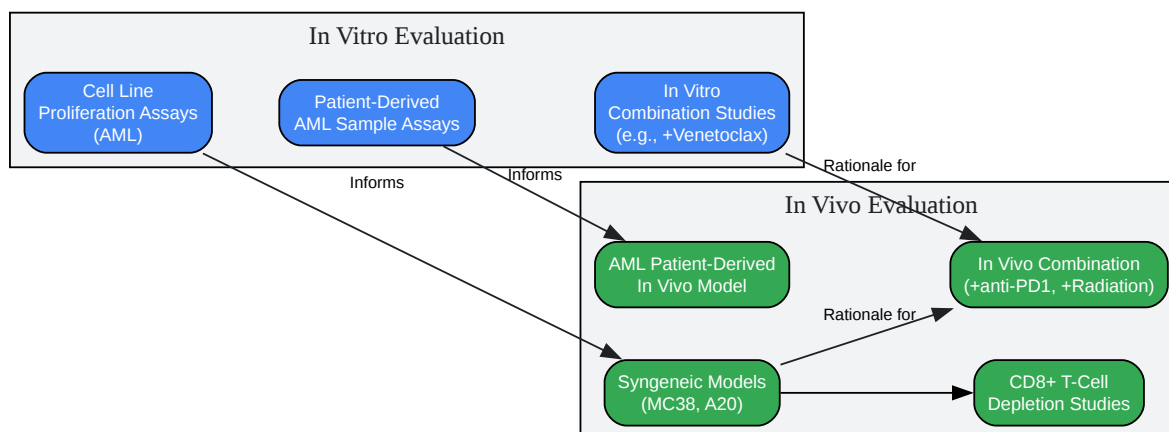 In Vitro Evaluation
Cell Line
Proliferation Assays
(AML)
Patient-Derived
AML Sample Assays
In Vitro
Combination Studies
(e.g., +Venetoclax)
Informs
Informs
Rationale for
In Vivo Evaluation
AML Patient-Derived
In Vivo Model
In Vivo Combination
(+anti-PD1, +Radiation)
Rationale for
Syngeneic Models
(MC38, A20)
CD8+ T-Cell
Depletion Studies